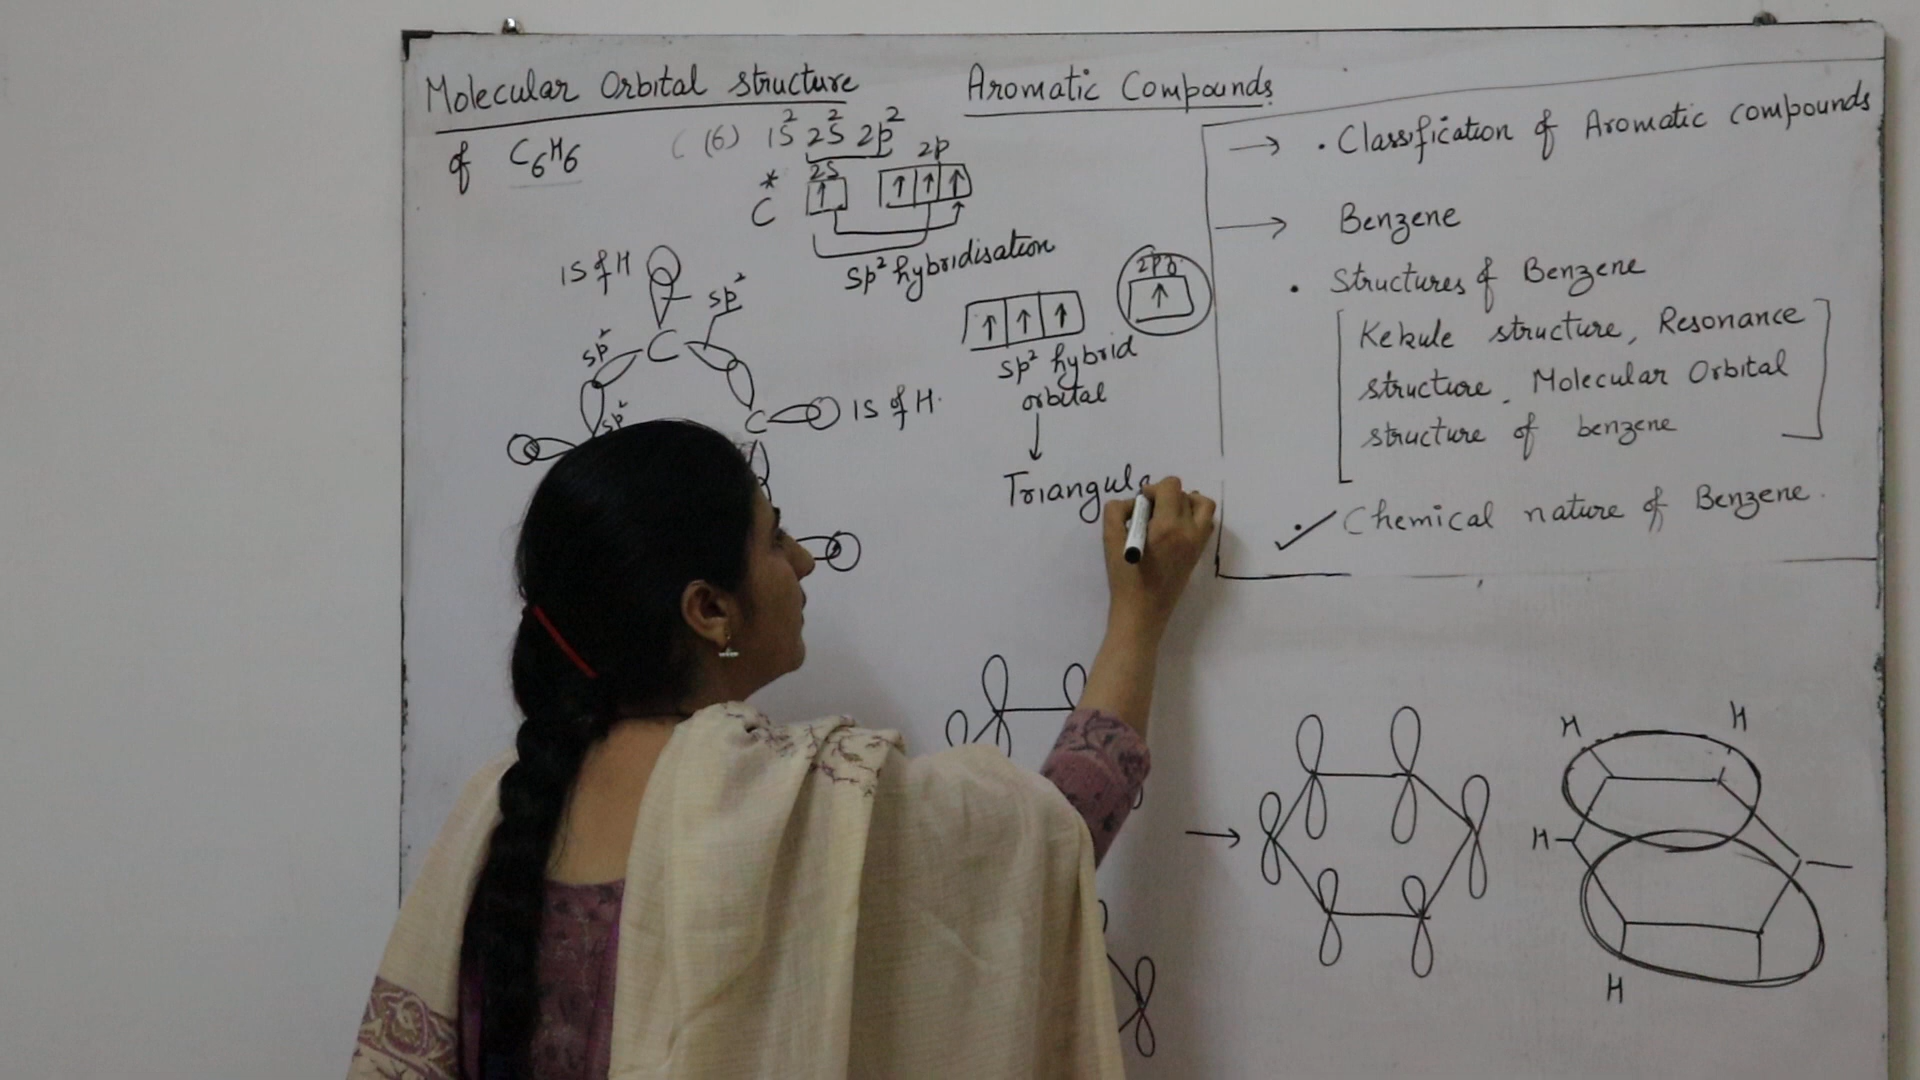 Molecular Orbital structure
of C6H6
Aromatic Compounds
C (6) 1S² 2S² 2p²
2S 2p
*
C
Sp² hybridisation
2pz
Sp² hybrid
orbital
Triangula
1S of H
sp²
sp²
C
sp²
C
1S of H
→ . Classification of Aromatic compounds
→ Benzene
. Structures of Benzene
[Kekule structure, Resonance
structure, Molecular Orbital
structure of benzene]
✓ Chemical nature of Benzene.
→
H H
H
H